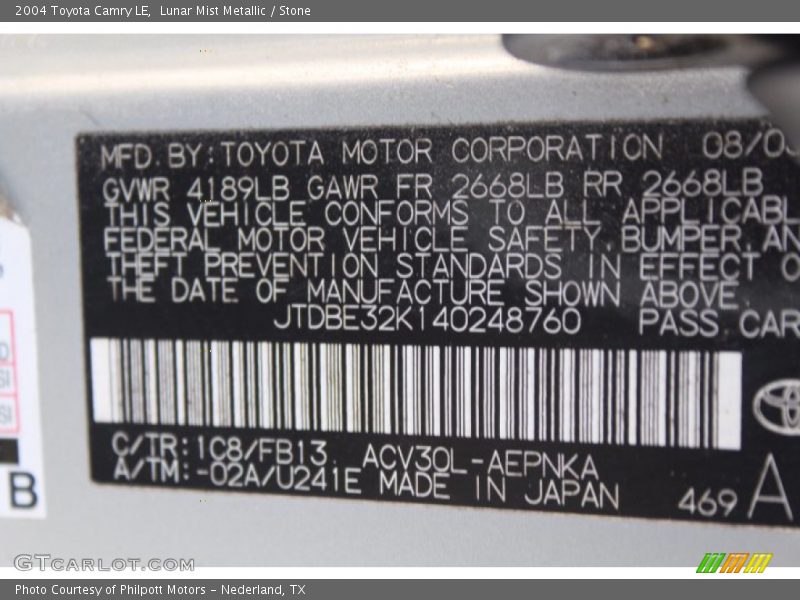 2004 Toyota Camry LE, Lunar Mist Metallic / Stone
MFD. BY: TOYOTA MOTOR CORPORATION 08/0
GVWR 4189LB GAWR FR 2668LB RR 2668LB
THIS VEHICLE CONFORMS TO ALL APPLICABL
FEDERAL MOTOR VEHICLE SAFETY, BUMPER, AN
THEFT PREVENTION STANDARDS IN EFFECT O
THE DATE OF MANUFACTURE SHOWN ABOVE.
JTDBE32K140248760 PASS. CAR
C/TR: 1C8/FB13 ACV30L-AEPNKA
A/TM: -02A/U241E MADE IN JAPAN
469 A
D
SI
SI
B
GTCARLOT.COM
Photo Courtesy of Philpott Motors - Nederland, TX